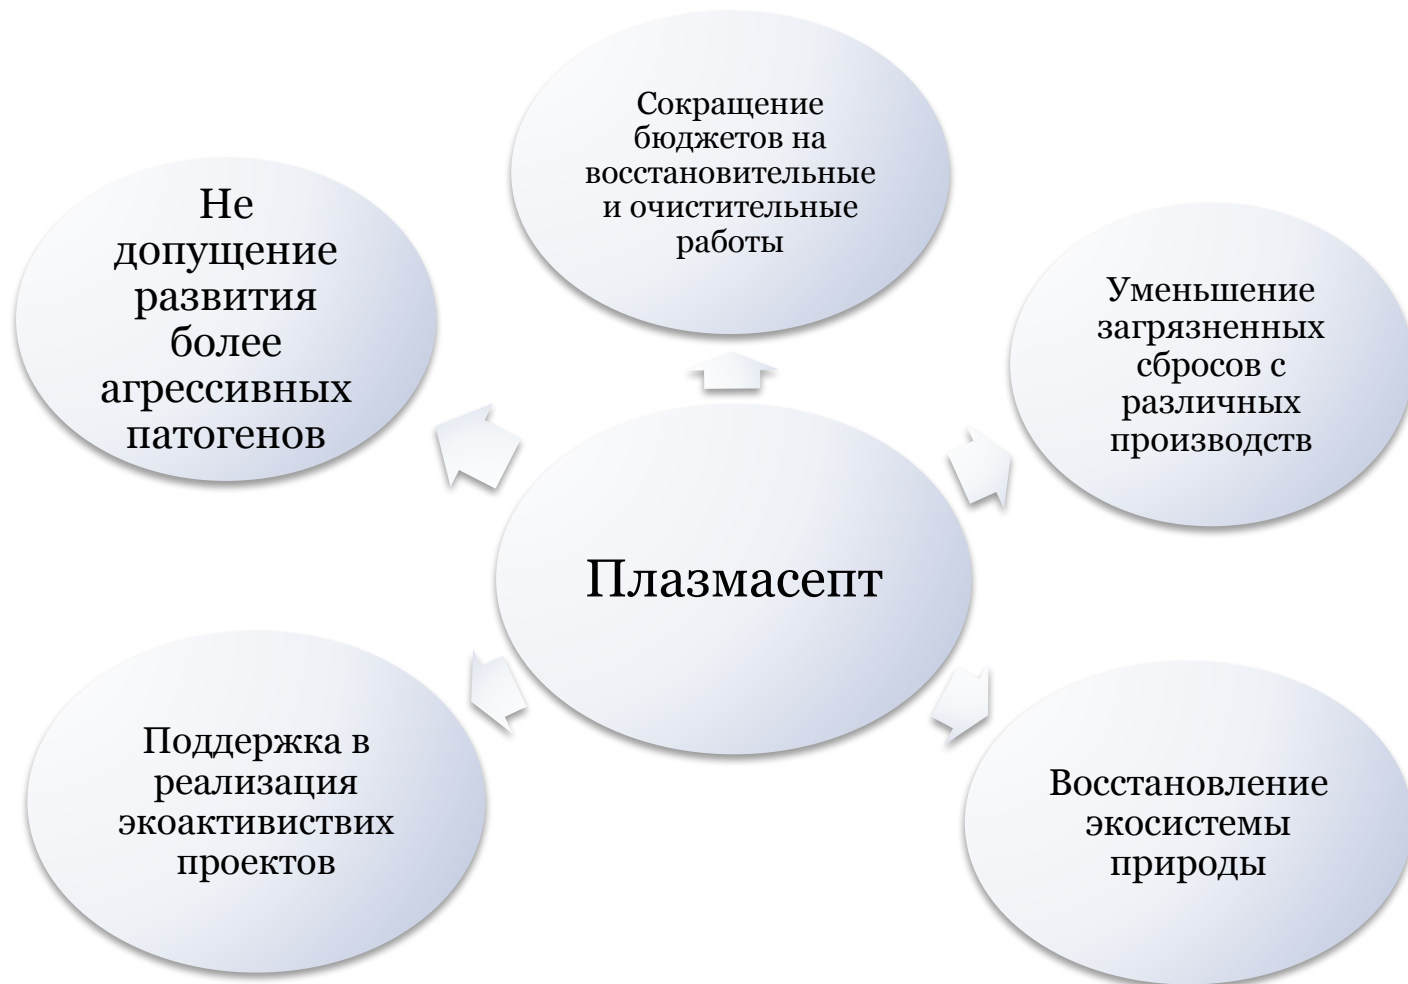 Сокращение
бюджетов на
восстановительные
и очистительные
работы
Не
допущение
развития
более
агрессивных
патогенов
Уменьшение
загрязненных
сбросов с
различных
производств
Плазмасепт
Поддержка в
реализация
экоактивиствих
проектов
Восстановление
экосистемы
природы